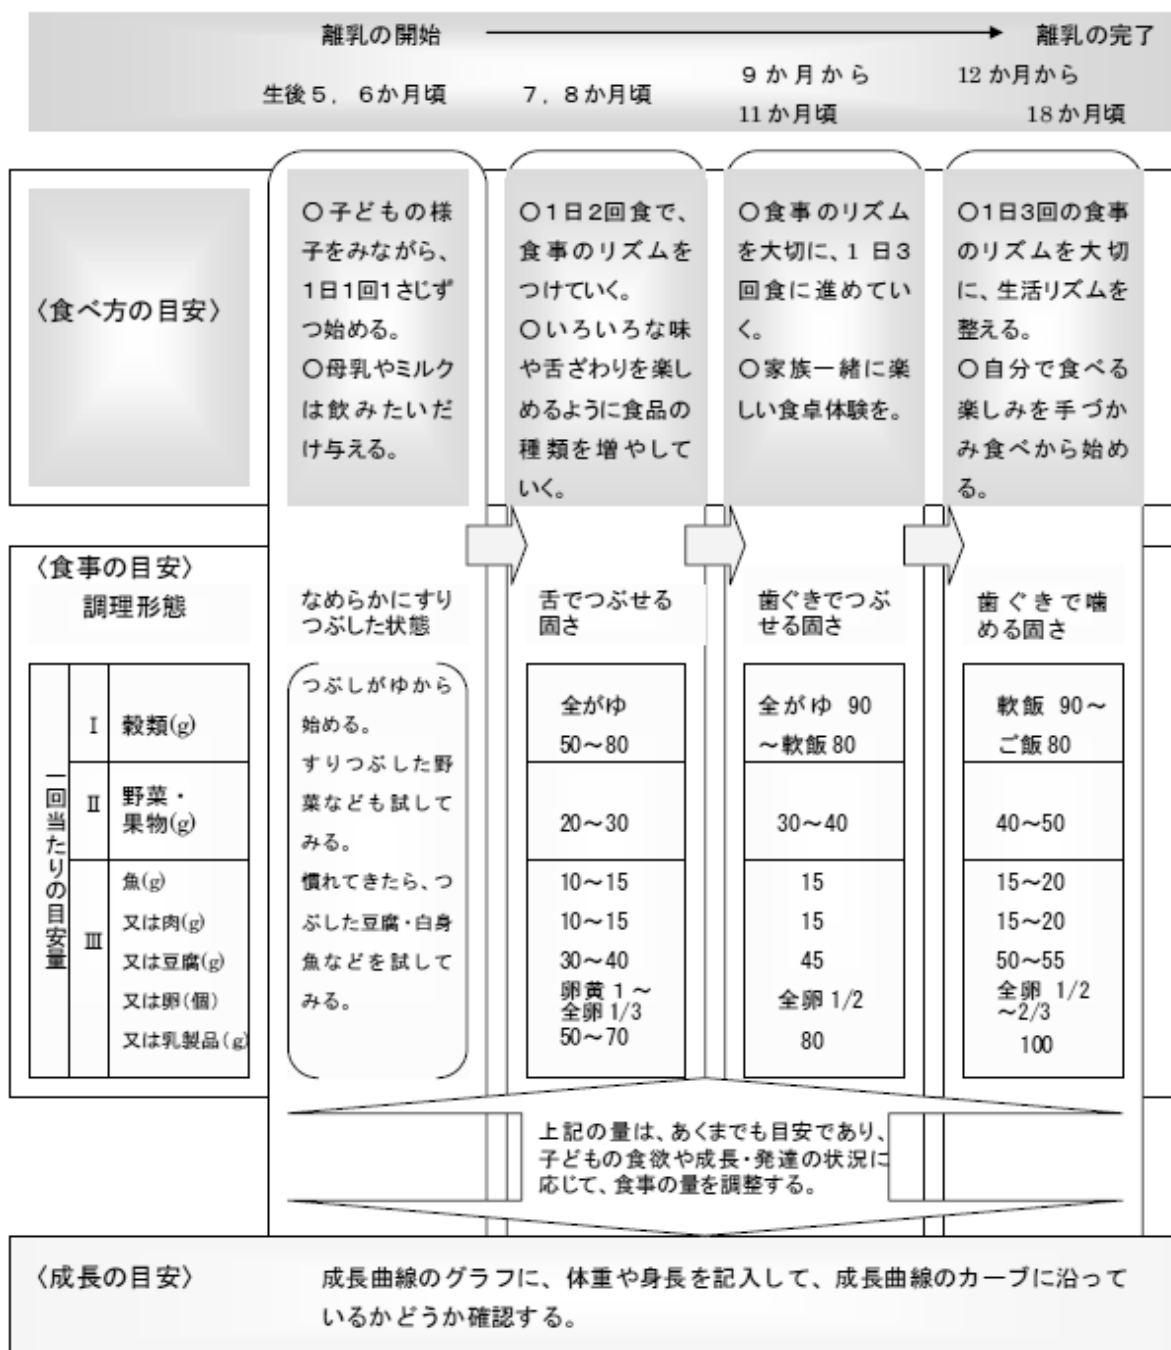 離乳の開始
離乳の完了
生後5，6か月頃
7，8か月頃
9か月から
11か月頃
12か月から
18か月頃
〈食べ方の目安〉
○子どもの様
子をみながら、
1日1回1さじず
つ始める。
○母乳やミルク
は飲みたいだ
け与える。
○1日2回食で、
食事のリズムを
つけていく。
○いろいろな味
や舌ざわりを楽し
めるように食品の
種類を増やして
いく。
○食事のリズム
を大切に、1日3
回食に進めてい
く。
○家族一緒に楽
しい食卓体験を。
○1日3回の食事
のリズムを大切
に、生活リズムを
整える。
○自分で食べる
楽しみを手づか
み食べから始め
る。
〈食事の目安〉
調理形態
なめらかにすり
つぶした状態
舌でつぶせる
固さ
歯ぐきでつぶ
せる固さ
歯ぐきで噛
める固さ
一回当たりの目安量
Ⅰ
穀類(g)
つぶしがゆから
始める。
すりつぶした野
菜なども試して
みる。
慣れてきたら、つ
ぶした豆腐・白身
魚などを試して
みる。
全がゆ
50～80
全がゆ 90
～軟飯80
軟飯 90～
ご飯80
Ⅱ
野菜・
果物(g)
20～30
30～40
40～50
Ⅲ
魚(g)
10～15
15
15～20
又は肉(g)
10～15
15
15～20
又は豆腐(g)
30～40
45
50～55
又は卵(個)
卵黄1～
全卵1/3
全卵1/2
全卵 1/2
～2/3
又は乳製品(g)
50～70
80
100
上記の量は、あくまでも目安であり、
子どもの食欲や成長・発達の状況に
応じて、食事の量を調整する。
〈成長の目安〉
成長曲線のグラフに、体重や身長を記入して、成長曲線のカーブに沿って
いるかどうか確認する。